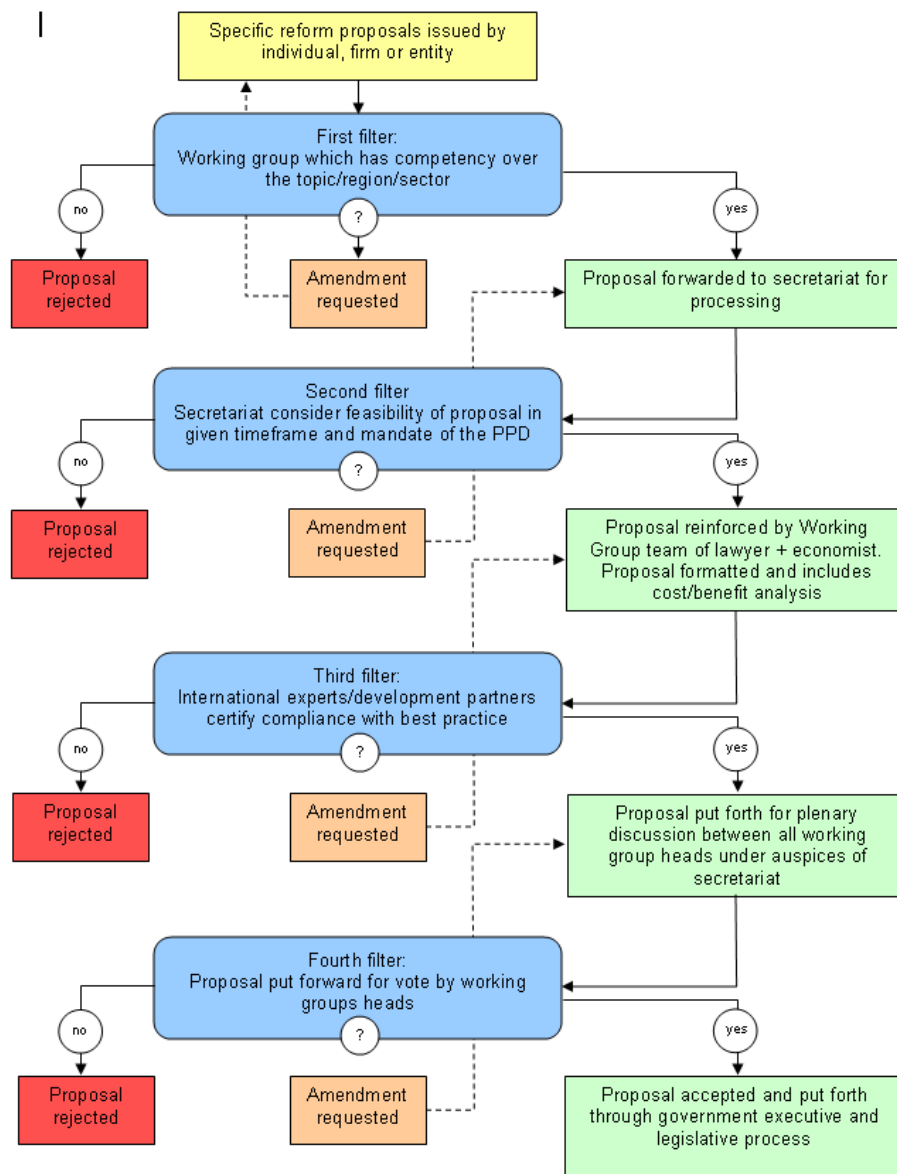 Specific reform proposals issued by
individual, firm or entity
First filter:
Working group which has competency over
the topic/region/sector
no
?
yes
Proposal
rejected
Amendment
requested
Proposal forwarded to secretariat for
processing
Second filter
Secretariat consider feasibility of proposal in
given timeframe and mandate of the PPD
no
?
yes
Proposal
rejected
Amendment
requested
Proposal reinforced by Working
Group team of lawyer + economist.
Proposal formatted and includes
cost/benefit analysis
Third filter:
International experts/development partners
certify compliance with best practice
no
?
yes
Proposal
rejected
Amendment
requested
Proposal put forth for plenary
discussion between all working
group heads under auspices of
secretariat
Fourth filter:
Proposal put forward for vote by working
groups heads
no
?
yes
Proposal
rejected
Amendment
requested
Proposal accepted and put forth
through government executive and
legislative process